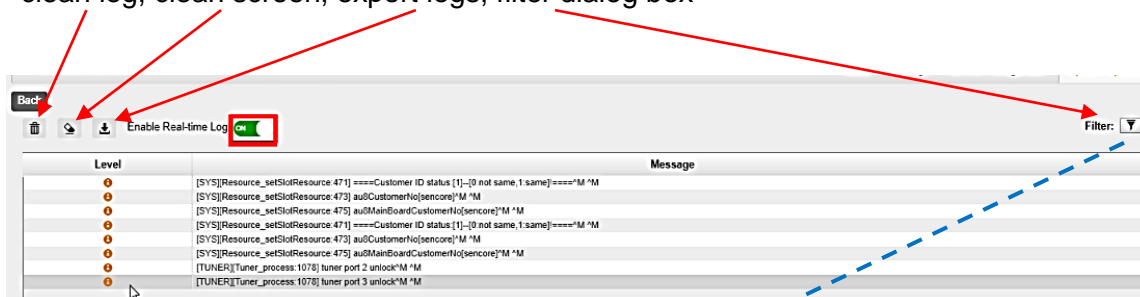 clean log, clean screen, export logs, filter dialog box
Back
Enable Real-time Log ON
Filter:
Level Message
[SYS][Resource_setSlotResource:471] ====Customer ID status:[1]--[0:not same,1:same]!====^M ^M
[SYS][Resource_setSlotResource:473] au8CustomerNo[sencore]^M ^M
[SYS][Resource_setSlotResource:475] au8MainBoardCustomerNo[sencore]^M ^M
[SYS][Resource_setSlotResource:471] ====Customer ID status:[1]--[0:not same,1:same]!====^M ^M
[SYS][Resource_setSlotResource:473] au8CustomerNo[sencore]^M ^M
[SYS][Resource_setSlotResource:475] au8MainBoardCustomerNo[sencore]^M ^M
[TUNER][Tuner_process:1078] tuner port 2 unlock^M ^M
[TUNER][Tuner_process:1078] tuner port 3 unlock^M ^M